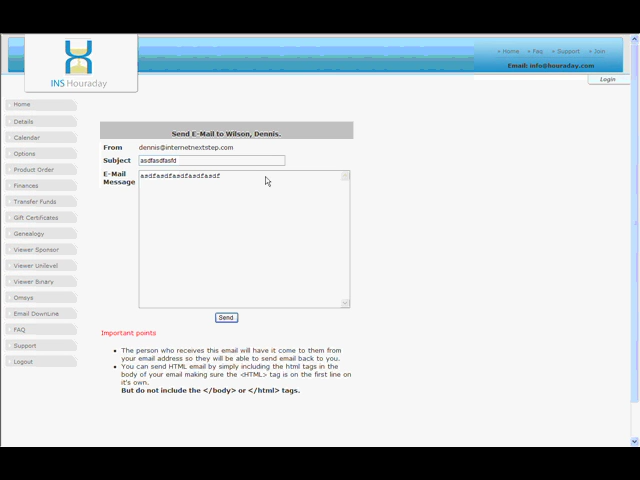 Home Faq Support Join
Email: info@houraday.com
INS Houraday
Login
Home
Details
Calendar
Options
Product Order
Finances
Transfer Funds
Gift Certificates
Genealogy
Viewer Sponsor
Viewer Unilevel
Viewer Binary
Omsys
Email DownLine
FAQ
Support
Logout
Send E-Mail to Wilson, Dennis.
From dennis@internetnextstep.com
Subject asdfasdfasfd
E-Mail Message asdfasdfasdfasdfasdf
Send
Important points
The person who receives this email will have it come to them from
your email address so they will be able to send email back to you.
You can send HTML email by simply including the html tags in the
body of your email making sure the <HTML> tag is on the first line on
it's own.
But do not include the </body> or </html> tags.